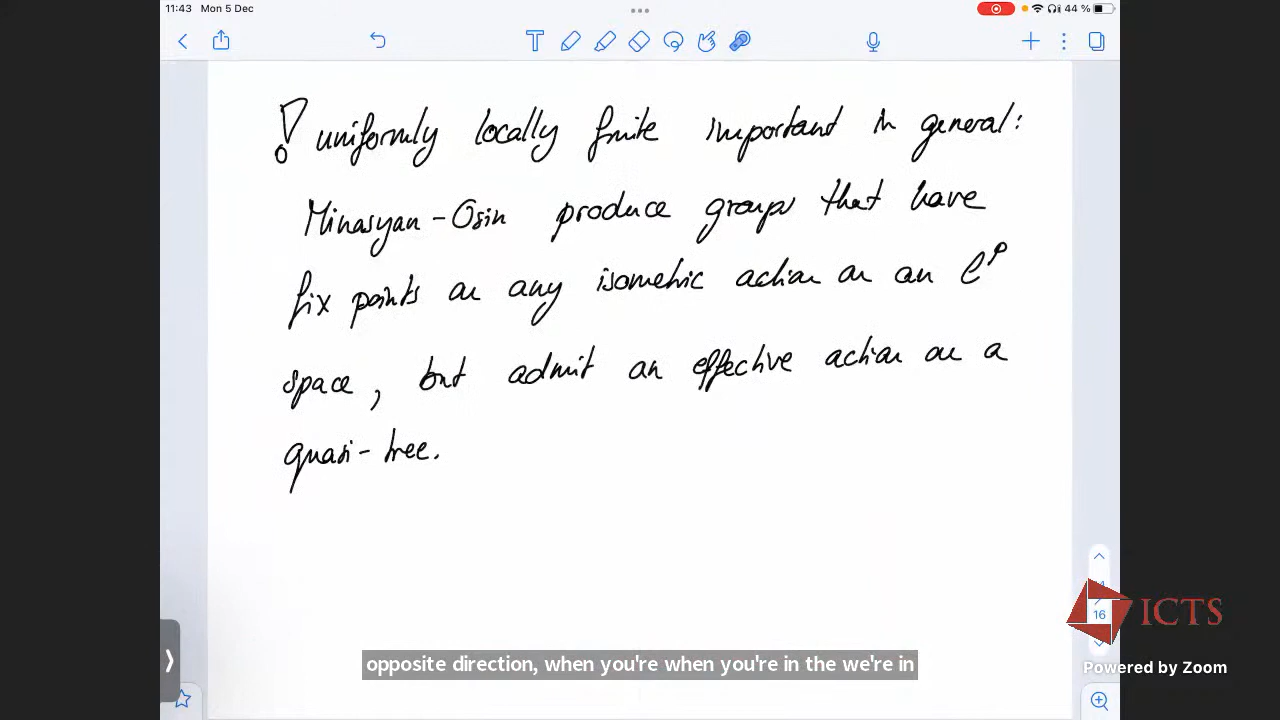 11:43 Mon 5 Dec
44 %
! uniformly locally finite important in general:
Minasyan-Osin produce groups that have
fix points on any isometric action on an ℓᵖ
space, but admit an effective action on a
quasi-tree.
16
ICTS
opposite direction, when you're when you're in the we're in
Powered by Zoom